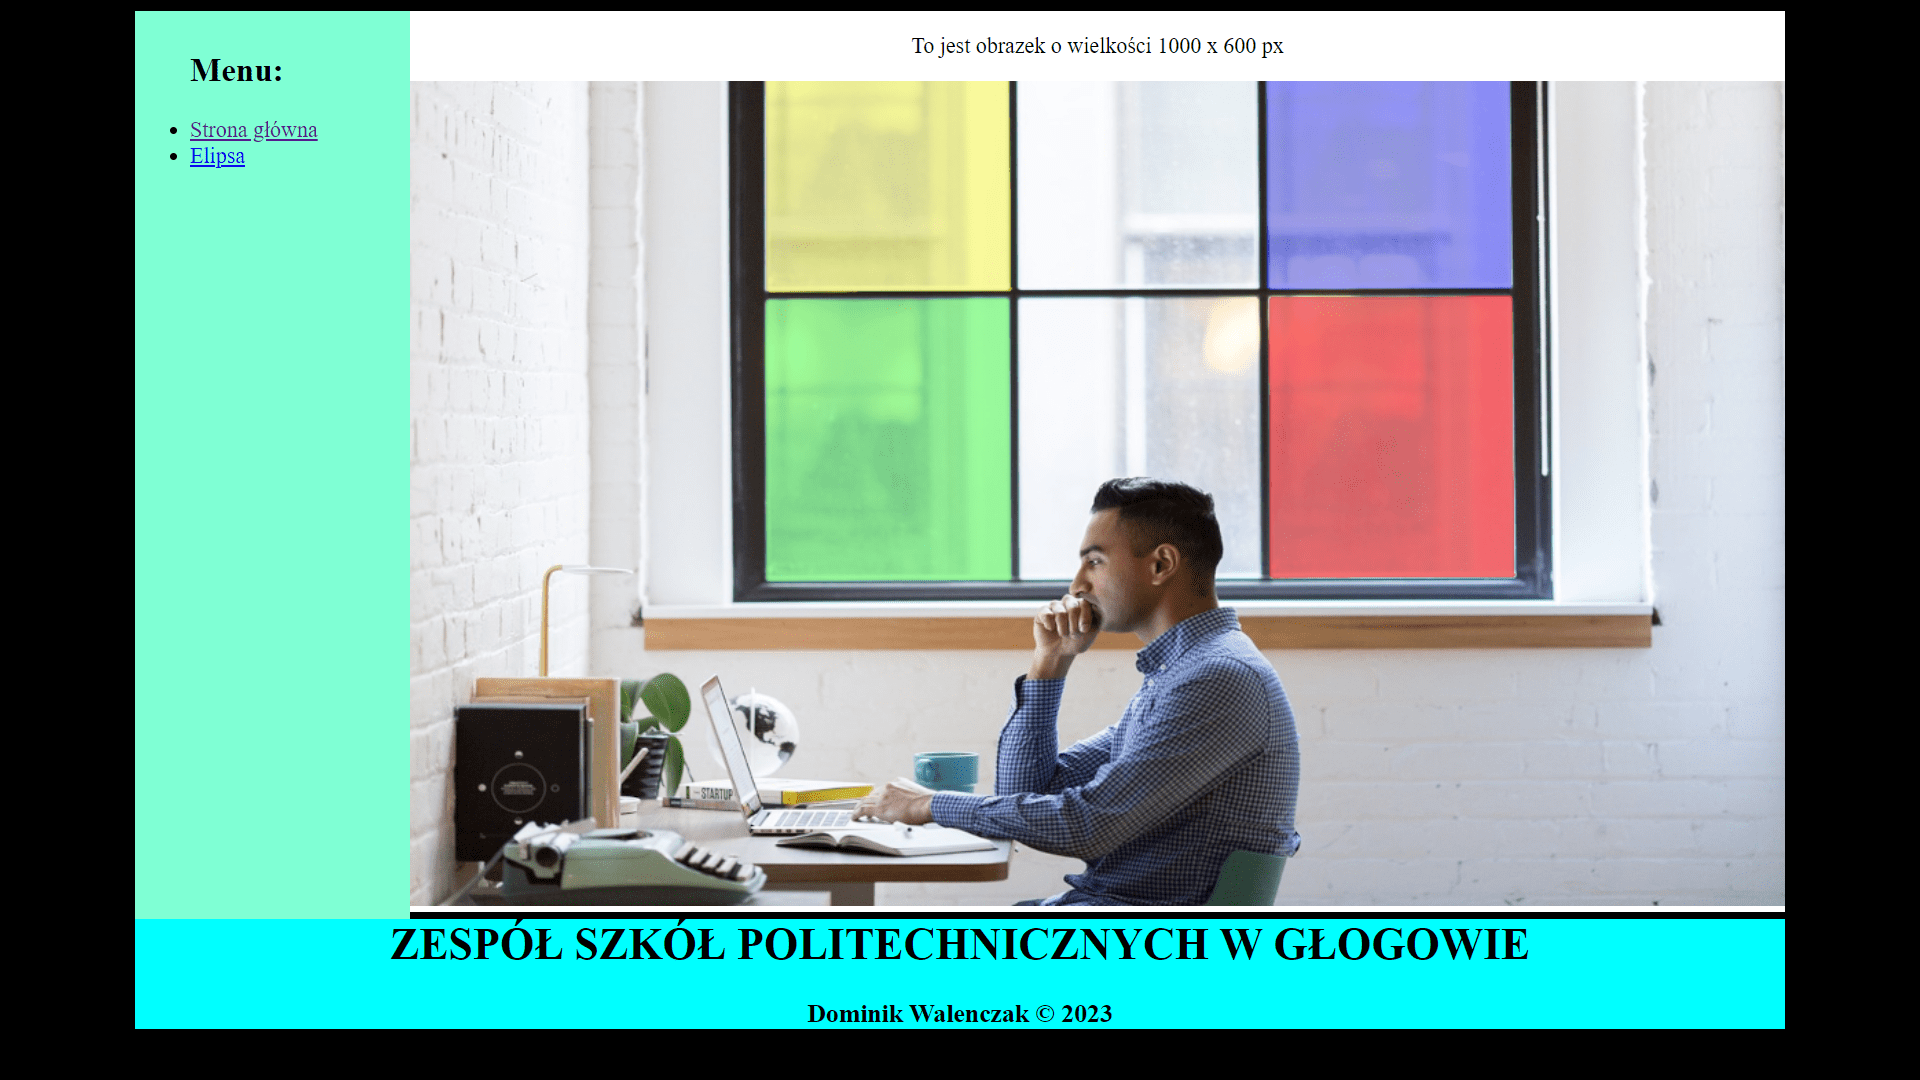 Menu:
Strona główna
Elipsa
To jest obrazek o wielkości 1000 x 600 px
STARTUP
ZESPÓŁ SZKÓŁ POLITECHNICZNYCH W GŁOGOWIE
Dominik Walenczak © 2023